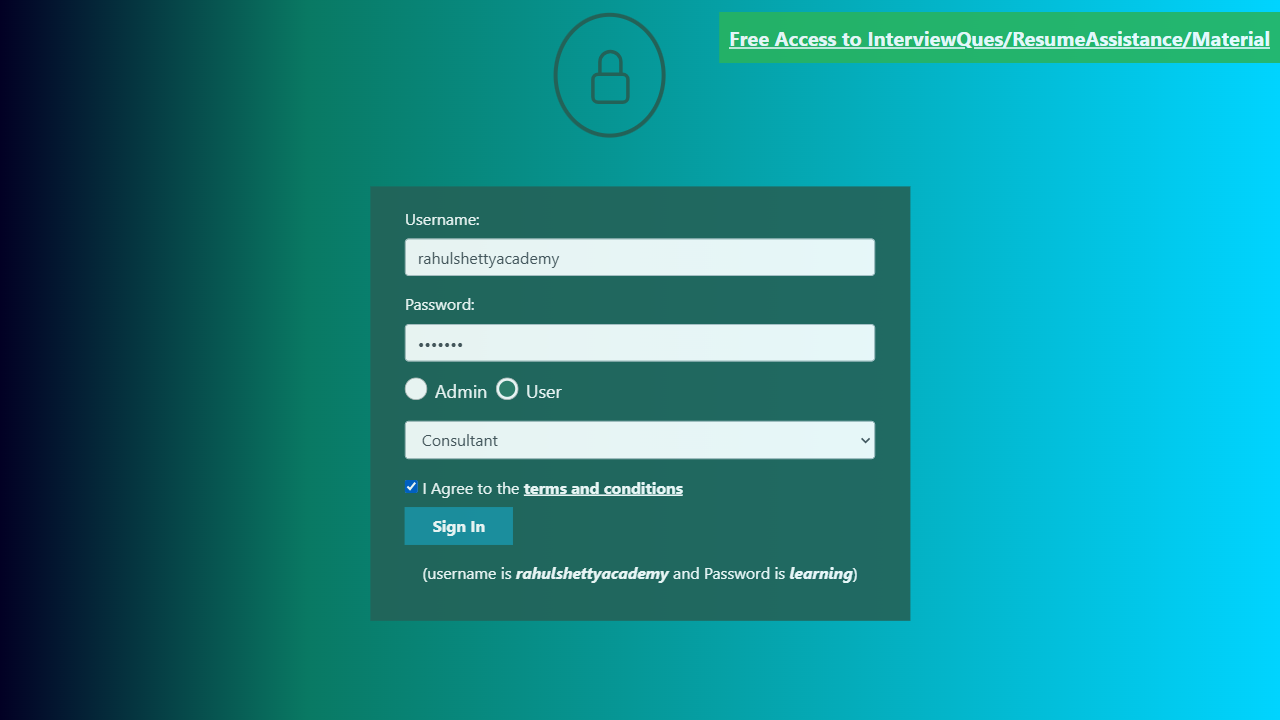 Free Access to InterviewQues/ResumeAssistance/Material
Username:
rahulshettyacademy
Password:
•••••••
Admin User
Consultant
I Agree to the terms and conditions
Sign In
(username is rahulshettyacademy and Password is learning)